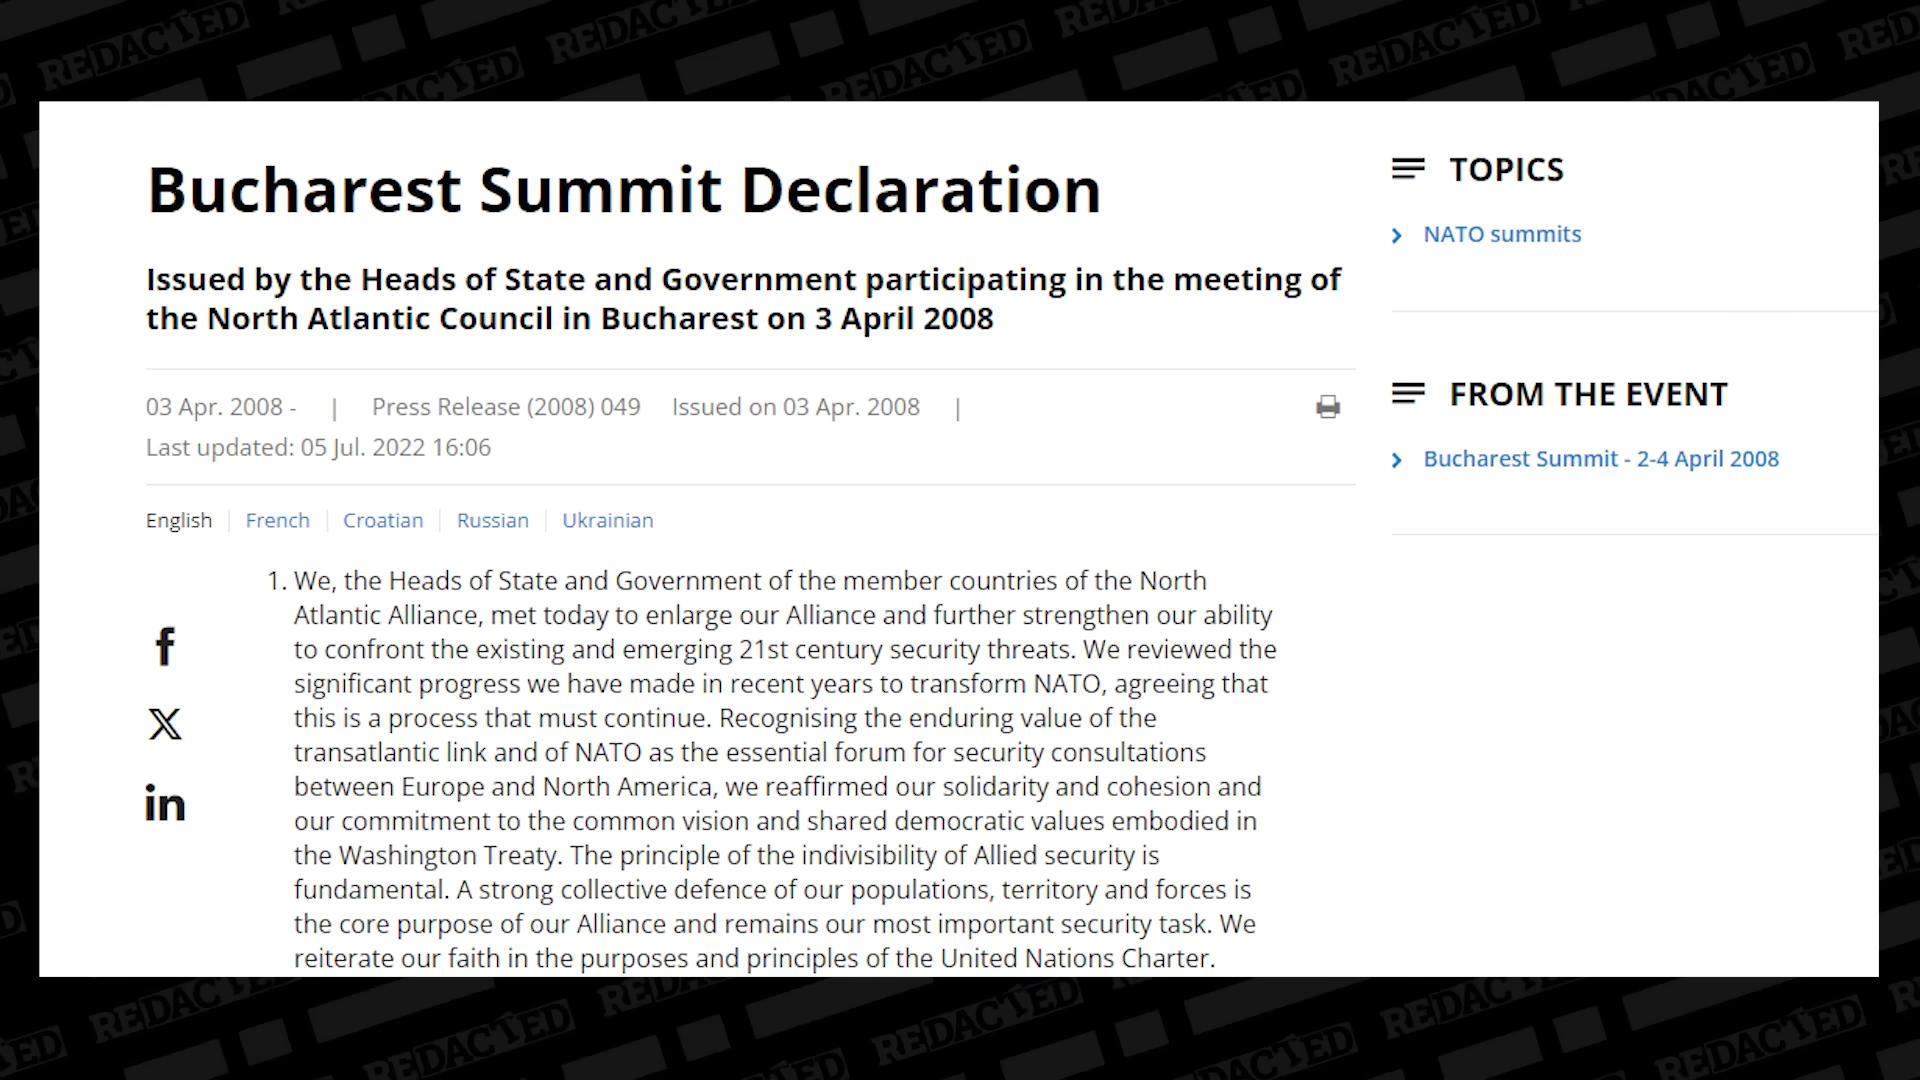 Bucharest Summit Declaration
Issued by the Heads of State and Government participating in the meeting of
the North Atlantic Council in Bucharest on 3 April 2008
03 Apr. 2008 - | Press Release (2008) 049 Issued on 03 Apr. 2008 |
Last updated: 05 Jul. 2022 16:06
English French Croatian Russian Ukrainian
1. We, the Heads of State and Government of the member countries of the North
Atlantic Alliance, met today to enlarge our Alliance and further strengthen our ability
to confront the existing and emerging 21st century security threats. We reviewed the
significant progress we have made in recent years to transform NATO, agreeing that
this is a process that must continue. Recognising the enduring value of the
transatlantic link and of NATO as the essential forum for security consultations
between Europe and North America, we reaffirmed our solidarity and cohesion and
our commitment to the common vision and shared democratic values embodied in
the Washington Treaty. The principle of the indivisibility of Allied security is
fundamental. A strong collective defence of our populations, territory and forces is
the core purpose of our Alliance and remains our most important security task. We
reiterate our faith in the purposes and principles of the United Nations Charter.
TOPICS
NATO summits
FROM THE EVENT
Bucharest Summit - 2-4 April 2008
REDACTED
REDACTED
REDACTED
REDACTED
REDACTED
REDACTED
REDACTED
REDACTED
REDACTED